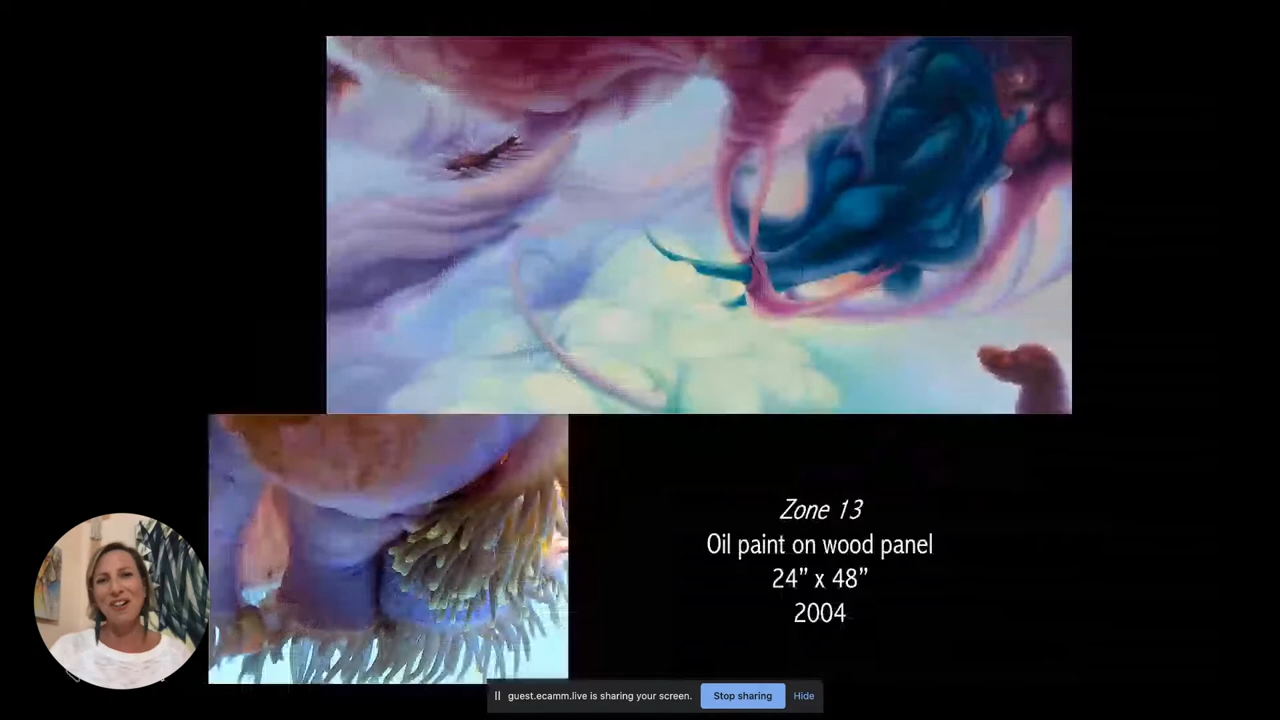 Zone 13
Oil paint on wood panel
24” x 48”
2004
guest.ecamm.live is sharing your screen. Stop sharing Hide